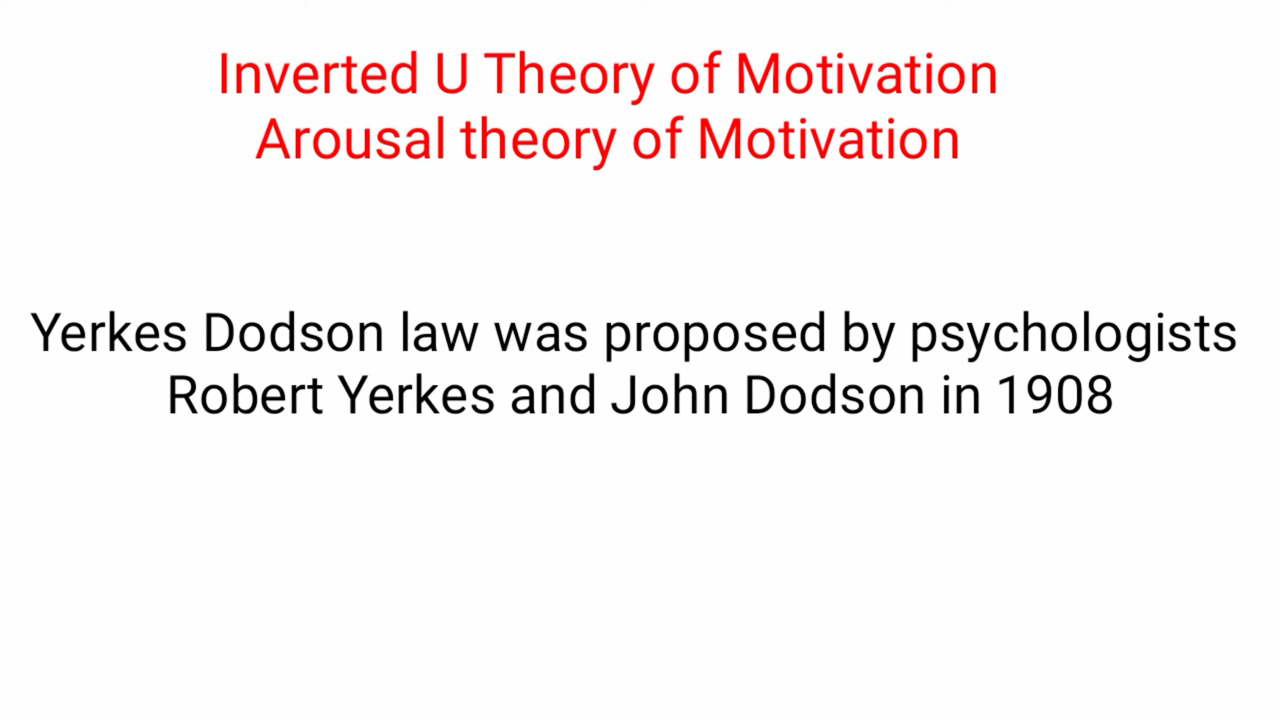 Inverted U Theory of Motivation
Arousal theory of Motivation
Yerkes Dodson law was proposed by psychologists
Robert Yerkes and John Dodson in 1908